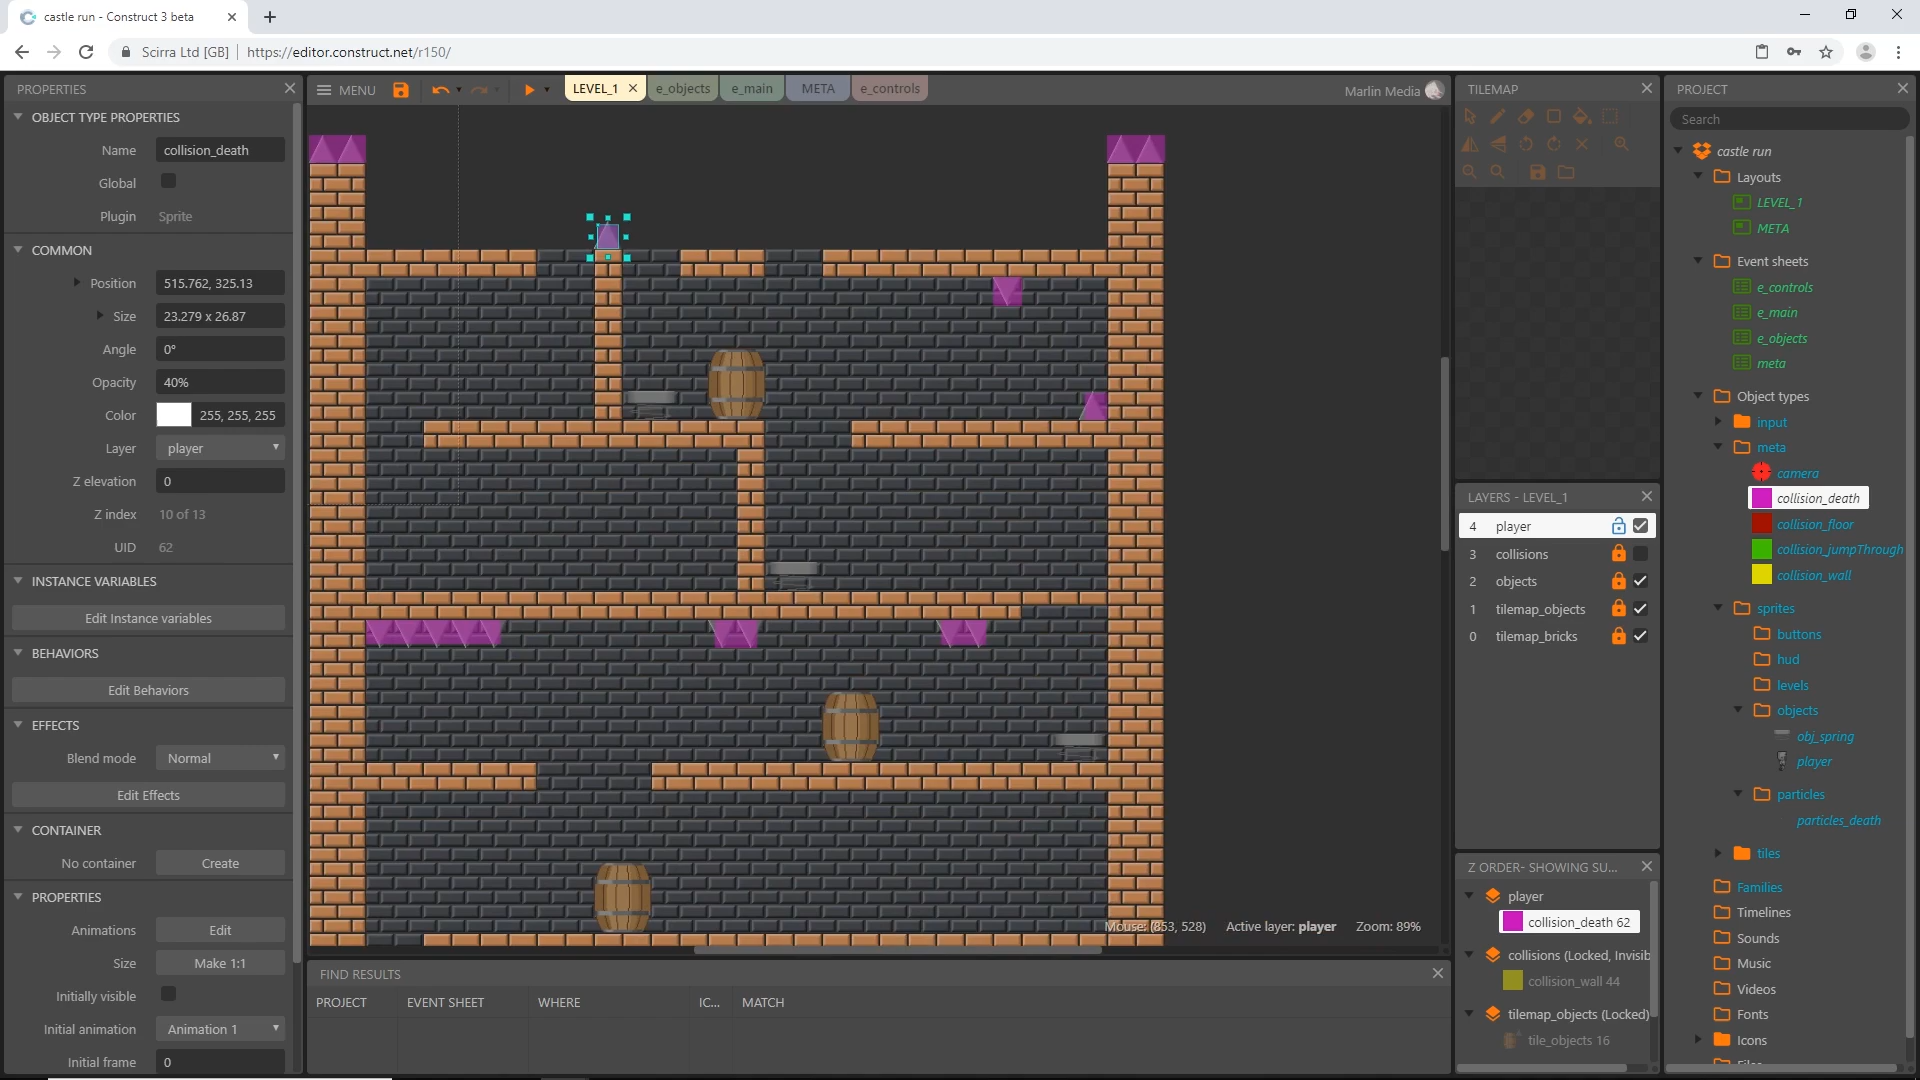 castle run - Construct 3 beta
Scirra Ltd [GB] https://editor.construct.net/r150/
PROPERTIES
OBJECT TYPE PROPERTIES
Name collision_death
Global
Plugin Sprite
COMMON
Position 515.762, 325.13
Size 23.279 x 26.87
Angle 0°
Opacity 40%
Color 255, 255, 255
Layer player
Z elevation 0
Z index 10 of 13
UID 62
INSTANCE VARIABLES
Edit Instance variables
BEHAVIORS
Edit Behaviors
EFFECTS
Blend mode Normal
Edit Effects
CONTAINER
No container Create
PROPERTIES
Animations Edit
Size Make 1:1
Initially visible
Initial animation Animation 1
Initial frame 0
MENU
LEVEL_1 e_objects e_main META e_controls
Marlin Media
Mouse: (853, 528) Active layer: player Zoom: 89%
FIND RESULTS
PROJECT EVENT SHEET WHERE IC... MATCH
TILEMAP
LAYERS - LEVEL_1
4 player
3 collisions
2 objects
1 tilemap_objects
0 tilemap_bricks
Z ORDER- SHOWING SU...
player
collision_death 62
collisions (Locked, Invisib
collision_wall 44
tilemap_objects (Locked)
tile_objects 16
PROJECT
Search
castle run
Layouts
LEVEL_1
META
Event sheets
e_controls
e_main
e_objects
meta
Object types
input
meta
camera
collision_death
collision_floor
collision_jumpThrough
collision_wall
sprites
buttons
hud
levels
objects
obj_spring
player
particles
particles_death
tiles
Families
Timelines
Sounds
Music
Videos
Fonts
Icons